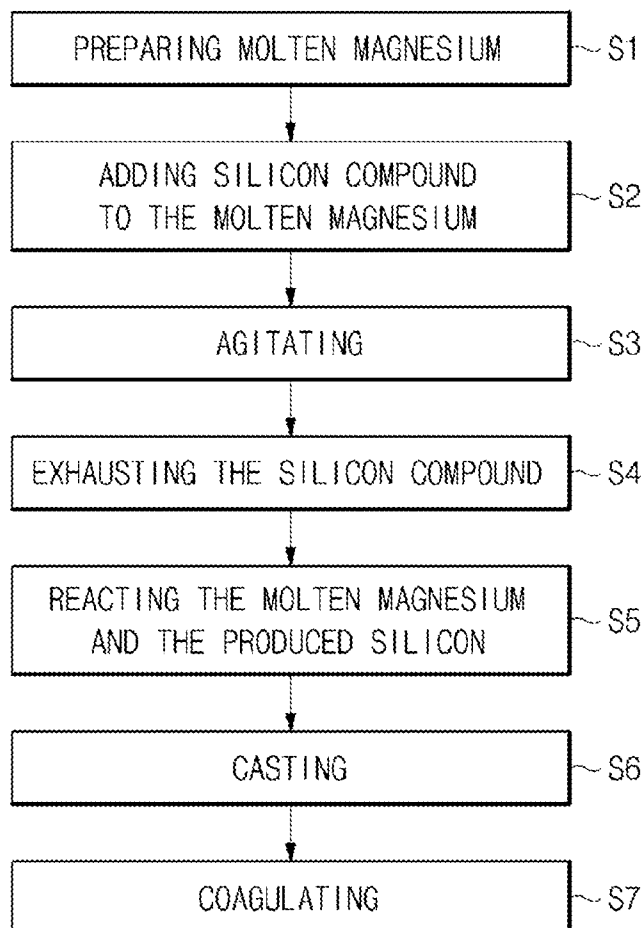 PREPARING MOLTEN MAGNESIUM
S1
ADDING SILICON COMPOUND
TO THE MOLTEN MAGNESIUM
S2
AGITATING
S3
EXHAUSTING THE SILICON COMPOUND
S4
REACTING THE MOLTEN MAGNESIUM
AND THE PRODUCED SILICON
S5
CASTING
S6
COAGULATING
S7